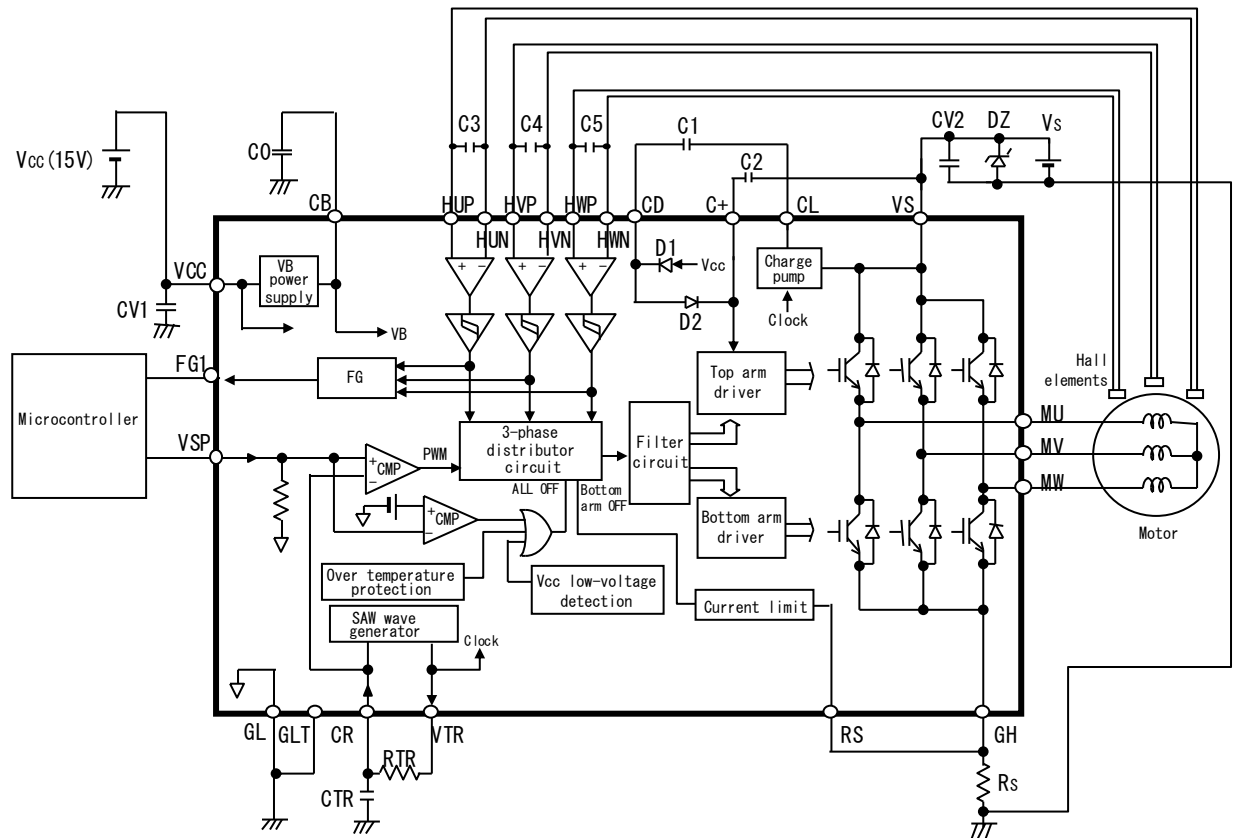 C3
C4
C5
C1
C2
CV2
DZ
VS
VCC (15V)
C0
CB
HUP
HVP
HWP
CD
C+
CL
VS
HUN
HVN
HWN
VCC
VB
power
supply
D1
Vcc
Charge
pump
+ −
+ −
+ −
CV1
D2
Clock
VB
FG1
FG
Top arm
driver
Hall
elements
Microcontroller
3-phase
distributor
circuit
Filter
circuit
MU
VSP
+
CMP
−
PWM
MV
ALL OFF
Bottom
arm OFF
MW
+
CMP
−
Bottom arm
driver
Motor
Over temperature
protection
Vcc low-voltage
detection
Current limit
SAW wave
generator
Clock
GL
GLT
CR
VTR
RS
GH
RTR
CTR
RS